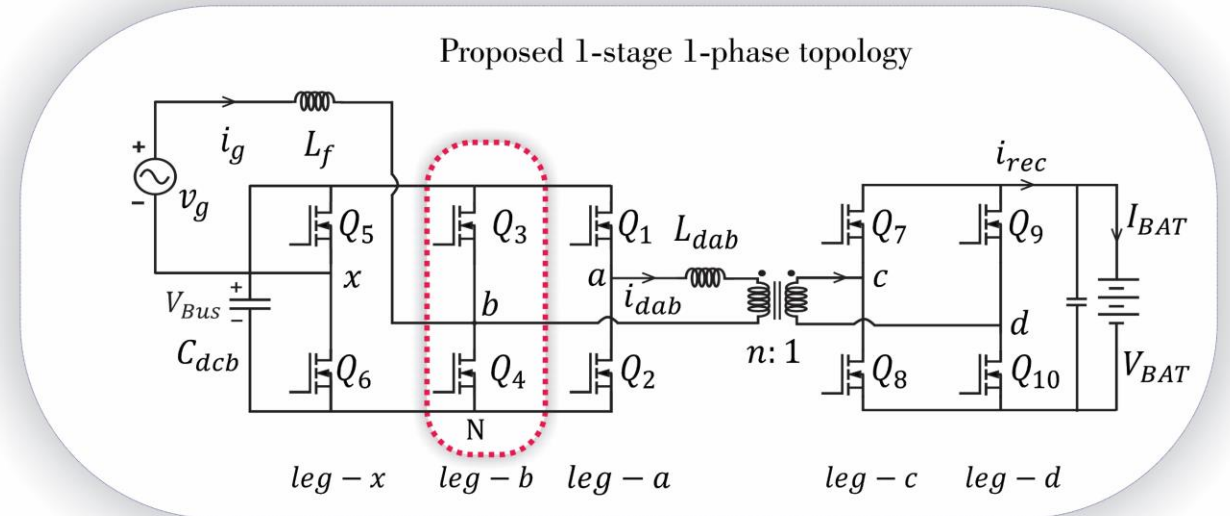 Proposed 1-stage 1-phase topology
+
i_g
L_f
i_rec
-
v_g
Q_5
Q_3
Q_1
L_dab
Q_7
Q_9
I_BAT
x
a
c
+
V_Bus
-
b
i_dab
d
C_dcb
n: 1
Q_6
Q_4
Q_2
Q_8
Q_10
V_BAT
N
leg - x
leg - b
leg - a
leg - c
leg - d